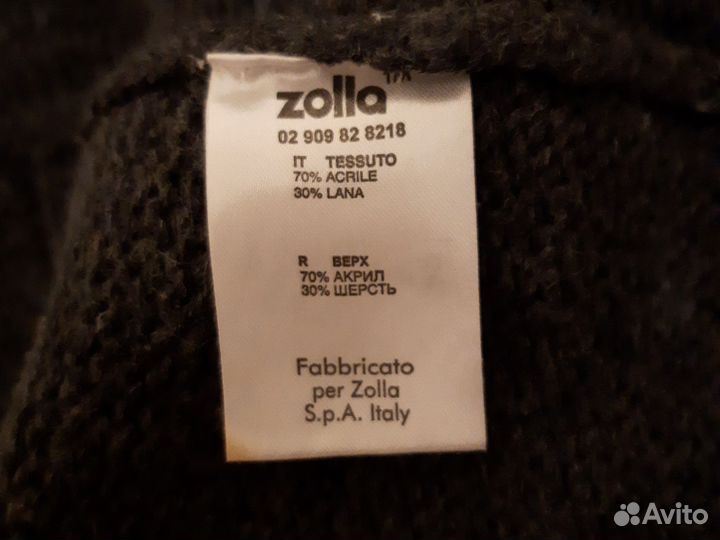 zolla
02 909 82 8218
IT TESSUTO
70% ACRILE
30% LANA
R ВЕРХ
70% АКРИЛ
30% ШЕРСТЬ
Fabbricato
per Zolla
S.p.A. Italy
Avito